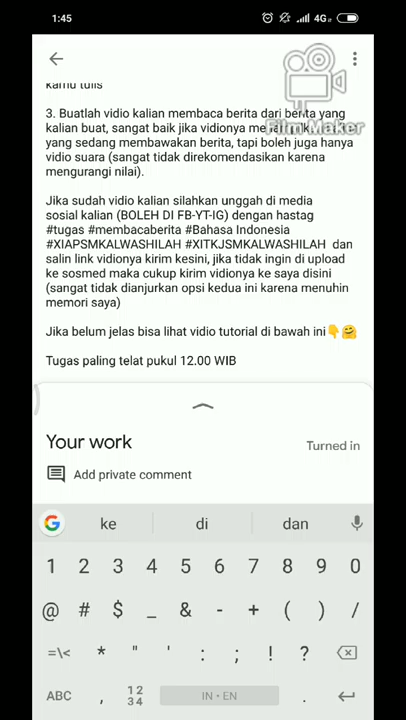 1:45
4G
kamu tulis
3. Buatlah vidio kalian membaca berita dari berita yang
kalian buat, sangat baik jika vidionya
yang sedang membawakan berita, tapi boleh juga hanya
vidio suara (sangat tidak direkomendasikan karena
mengurangi nilai).
Film Maker
Jika sudah vidio kalian silahkan unggah di media
sosial kalian (BOLEH DI FB-YT-IG) dengan hastag
#tugas #membacaberita #Bahasa Indonesia
#XIAPSMKALWASHILAH #XITKJSMKALWASHILAH dan
salin link vidionya kirim kesini, jika tidak ingin di upload
ke sosmed maka cukup kirim vidionya ke saya disini
(sangat tidak dianjurkan opsi kedua ini karena menuhin
memori saya)
Jika belum jelas bisa lihat vidio tutorial di bawah ini👇🤗
Tugas paling telat pukul 12.00 WIB
Your work
Turned in
Add private comment
G ke di dan
1 2 3 4 5 6 7 8 9 0
@ # $ _ & - + ( ) /
=\< * " ' : ; ! ?
ABC , 12 34 IN • EN .